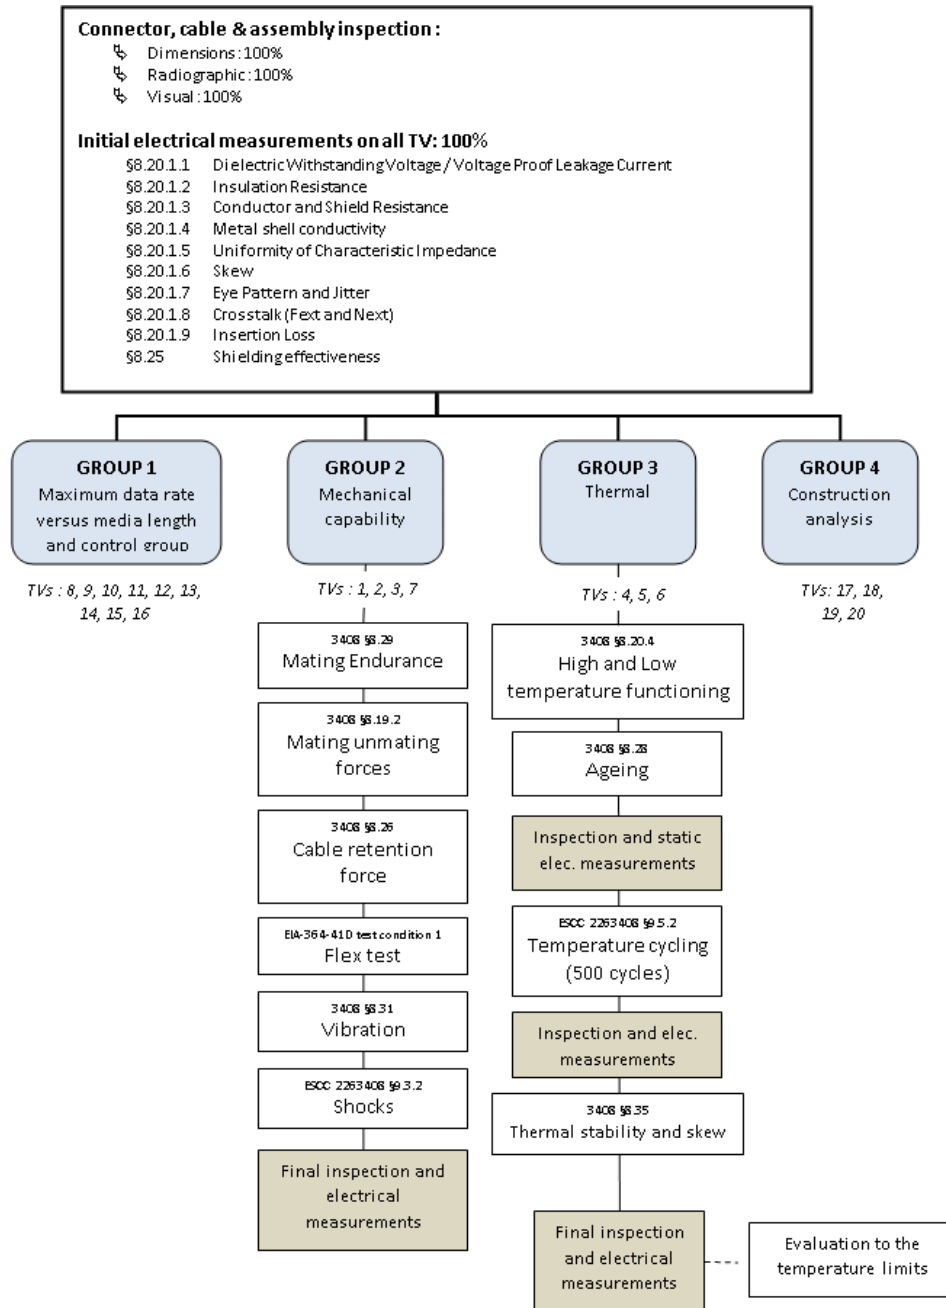 Connector, cable & assembly inspection :
Dimensions: 100%
Radiographic: 100%
Visual: 100%
Initial electrical measurements on all TV: 100%
§8.20.1.1 Dielectric Withstanding Voltage / Voltage Proof Leakage Current
§8.20.1.2 Insulation Resistance
§8.20.1.3 Conductor and Shield Resistance
§8.20.1.4 Metal shell conductivity
§8.20.1.5 Uniformity of Characteristic Impedance
§8.20.1.6 Skew
§8.20.1.7 Eye Pattern and Jitter
§8.20.1.8 Crosstalk (Fext and Next)
§8.20.1.9 Insertion Loss
§8.25 Shielding effectiveness
GROUP 1
Maximum data rate
versus media length
and control group
TVs : 8, 9, 10, 11, 12, 13,
14, 15, 16
GROUP 2
Mechanical
capability
TVs : 1, 2, 3, 7
3408 §8.29
Mating Endurance
3408 §8.19.2
Mating unmating
forces
3408 §8.26
Cable retention
force
EIA-364-41D test condition 1
Flex test
3408 §8.31
Vibration
ESCC 2263408 §9.3.2
Shocks
Final inspection and
electrical
measurements
GROUP 3
Thermal
TVs : 4, 5, 6
3408 §8.20.4
High and Low
temperature functioning
3408 §8.28
Ageing
Inspection and static
elec. measurements
ESCC 2263408 §9.5.2
Temperature cycling
(500 cycles)
Inspection and elec.
measurements
3408 §8.35
Thermal stability and skew
Final inspection
and electrical
measurements
Evaluation to the
temperature limits
GROUP 4
Construction
analysis
TVs: 17, 18,
19, 20